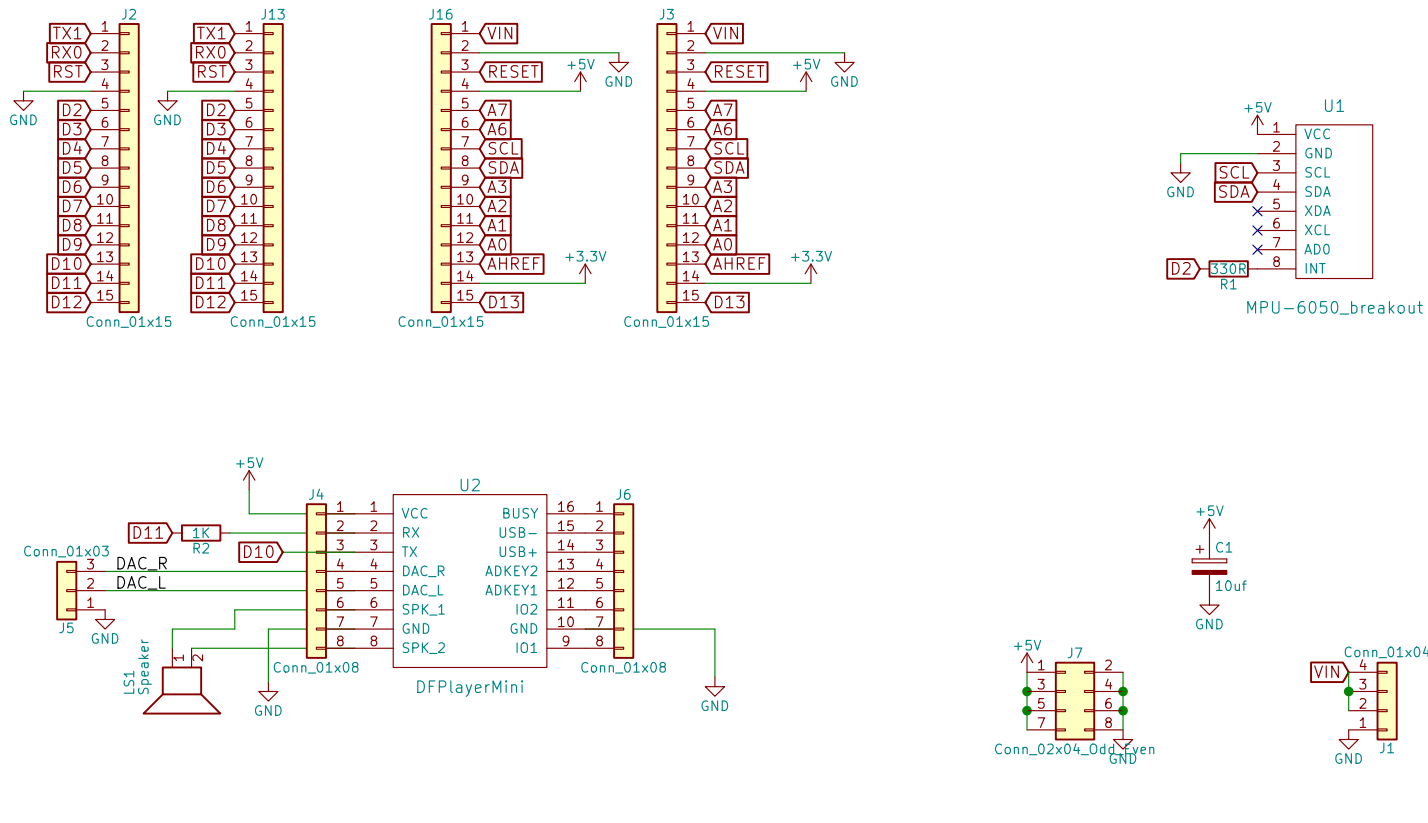 J2
TX1 1
RX0 2
RST 3
4
GND
D2 5
D3 6
D4 7
D5 8
D6 9
D7 10
D8 11
D9 12
D10 13
D11 14
D12 15
Conn_01x15
J13
TX1 1
RX0 2
RST 3
4
GND
D2 5
D3 6
D4 7
D5 8
D6 9
D7 10
D8 11
D9 12
D10 13
D11 14
D12 15
Conn_01x15
J16
1 VIN
2
GND
3 RESET
+5V
4
5 A7
6 A6
7 SCL
8 SDA
9 A3
10 A2
11 A1
12 A0
13 AHREF
+3.3V
14
15 D13
Conn_01x15
J3
1 VIN
2
GND
3 RESET
+5V
4
5 A7
6 A6
7 SCL
8 SDA
9 A3
10 A2
11 A1
12 A0
13 AHREF
+3.3V
14
15 D13
Conn_01x15
U1
+5V
1 VCC
2 GND
GND
SCL 3 SCL
SDA 4 SDA
5 XDA
6 XCL
7 AD0
D2 330R 8 INT
R1
MPU-6050_breakout
+5V
J4
U2
J6
1 1 VCC BUSY 16 1
D11 1K 2 2 RX USB- 15 2
R2
D10 3 3 TX USB+ 14 3
Conn_01x03
3 DAC_R 4 4 DAC_R ADKEY2 13 4
2 DAC_L 5 5 DAC_L ADKEY1 12 5
1 6 6 SPK_1 IO2 11 6
J5
GND
7 7 GND GND 10 7
8 8 SPK_2 IO1 9 8
LS1
Speaker
1 2
Conn_01x08
Conn_01x08
DFPlayerMini
GND
GND
+5V
+ C1
10uf
GND
+5V
J7
1 2
3 4
5 6
7 8
Conn_02x04_Odd_Even
GND
Conn_01x04
VIN 4
3
2
1
GND
J1